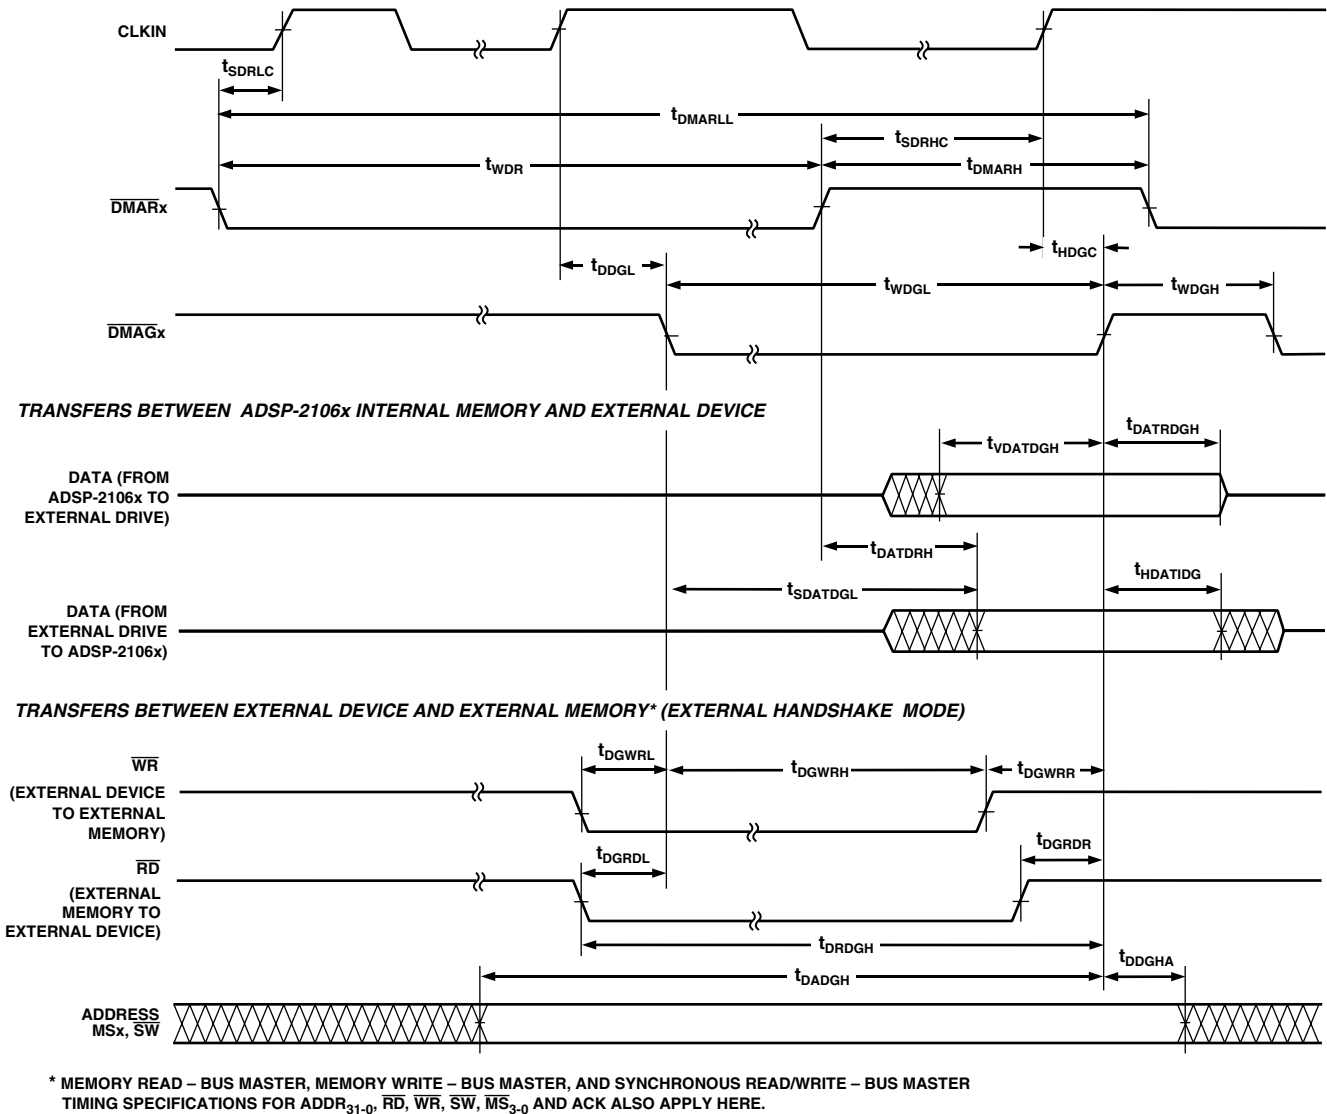 CLKIN
tSDRLC
tDMARLL
tSDRHC
tWDR
tDMARH
DMARx
tHDGC
tDDGL
tWDGL
tWDGH
DMAGx
TRANSFERS BETWEEN ADSP-2106x INTERNAL MEMORY AND EXTERNAL DEVICE
tDATRDGH
tVDATDGH
DATA (FROM
ADSP-2106x TO
EXTERNAL DRIVE)
tDATDRH
tHDATIDG
tSDATDGL
DATA (FROM
EXTERNAL DRIVE
TO ADSP-2106x)
TRANSFERS BETWEEN EXTERNAL DEVICE AND EXTERNAL MEMORY* (EXTERNAL HANDSHAKE MODE)
tDGWRL
WR
tDGWRH
tDGWRR
(EXTERNAL DEVICE
TO EXTERNAL
MEMORY)
tDGRDR
tDGRDL
RD
(EXTERNAL
MEMORY TO
EXTERNAL DEVICE)
tDRDGH
tDDGHA
tDADGH
ADDRESS
MSx, SW
* MEMORY READ – BUS MASTER, MEMORY WRITE – BUS MASTER, AND SYNCHRONOUS READ/WRITE – BUS MASTER
TIMING SPECIFICATIONS FOR ADDR31-0, RD, WR, SW, MS3-0 AND ACK ALSO APPLY HERE.